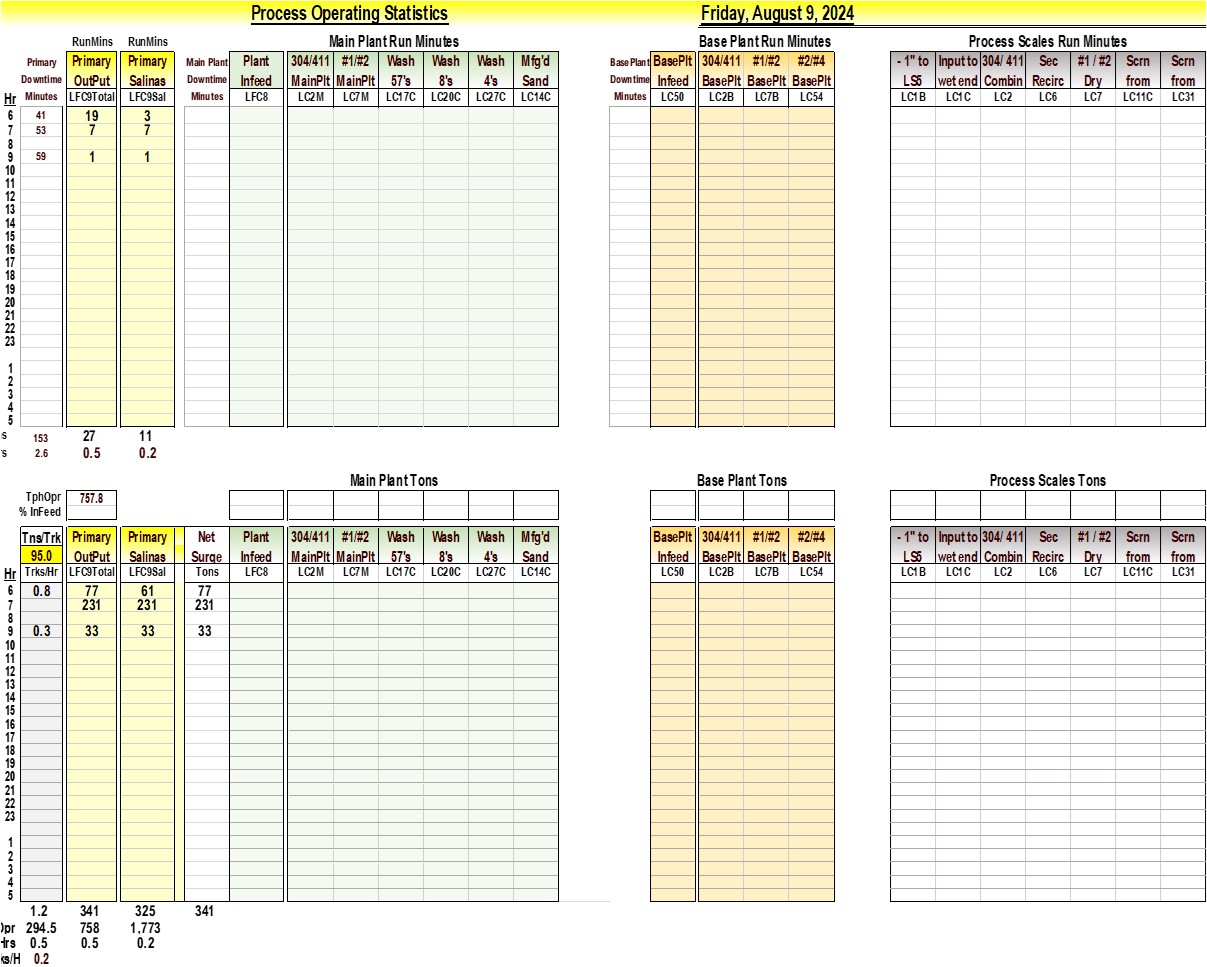 Process Operating Statistics Friday, August 9, 2024
RunMins RunMins Main Plant Run Minutes Base Plant Run Minutes Process Scales Run Minutes
Primary Primary Primary Main Plant Plant 304/411 #1/#2 Wash Wash Wash Mfg'd BasePlant BasePlt 304/411 #1/#2 #2/#4 - 1" to Input to 304/ 411 Sec #1 / #2 Scrn Scrn
Downtime OutPut Salinas Downtime Infeed MainPlt MainPlt 57's 8's 4's Sand Downtime Infeed BasePlt BasePlt BasePlt LS5 wet end Combin Recirc Dry from from
Hr Minutes LFC9Total LFC9Sal Minutes LFC8 LC2M LC7M LC17C LC20C LC27C LC14C Minutes LC50 LC2B LC7B LC54 LC1B LC1C LC2 LC6 LC7 LC11C LC31
6 41 19 3
7 53 7 7
8
9 59 1 1
10
11
12
13
14
15
16
17
18
19
20
21
22
23
1
2
3
4
5
s 153 27 11
's 2.6 0.5 0.2
Main Plant Tons Base Plant Tons Process Scales Tons
TphOpr 757.8
% InFeed
Tns/Trk Primary Primary Net Plant 304/411 #1/#2 Wash Wash Wash Mfg'd BasePlt 304/411 #1/#2 #2/#4 - 1" to Input to 304/ 411 Sec #1 / #2 Scrn Scrn
95.0 OutPut Salinas Surge Infeed MainPlt MainPlt 57's 8's 4's Sand Infeed BasePlt BasePlt BasePlt LS5 wet end Combin Recirc Dry from from
Hr Trks/Hr LFC9Total LFC9Sal Tons LFC8 LC2M LC7M LC17C LC20C LC27C LC14C LC50 LC2B LC7B LC54 LC1B LC1C LC2 LC6 LC7 LC11C LC31
6 0.8 77 61 77
7 231 231 231
8
9 0.3 33 33 33
10
11
12
13
14
15
16
17
18
19
20
21
22
23
1
2
3
4
5
1.2 341 325 341
Opr 294.5 758 1,773
Hrs 0.5 0.5 0.2
ks/H 0.2